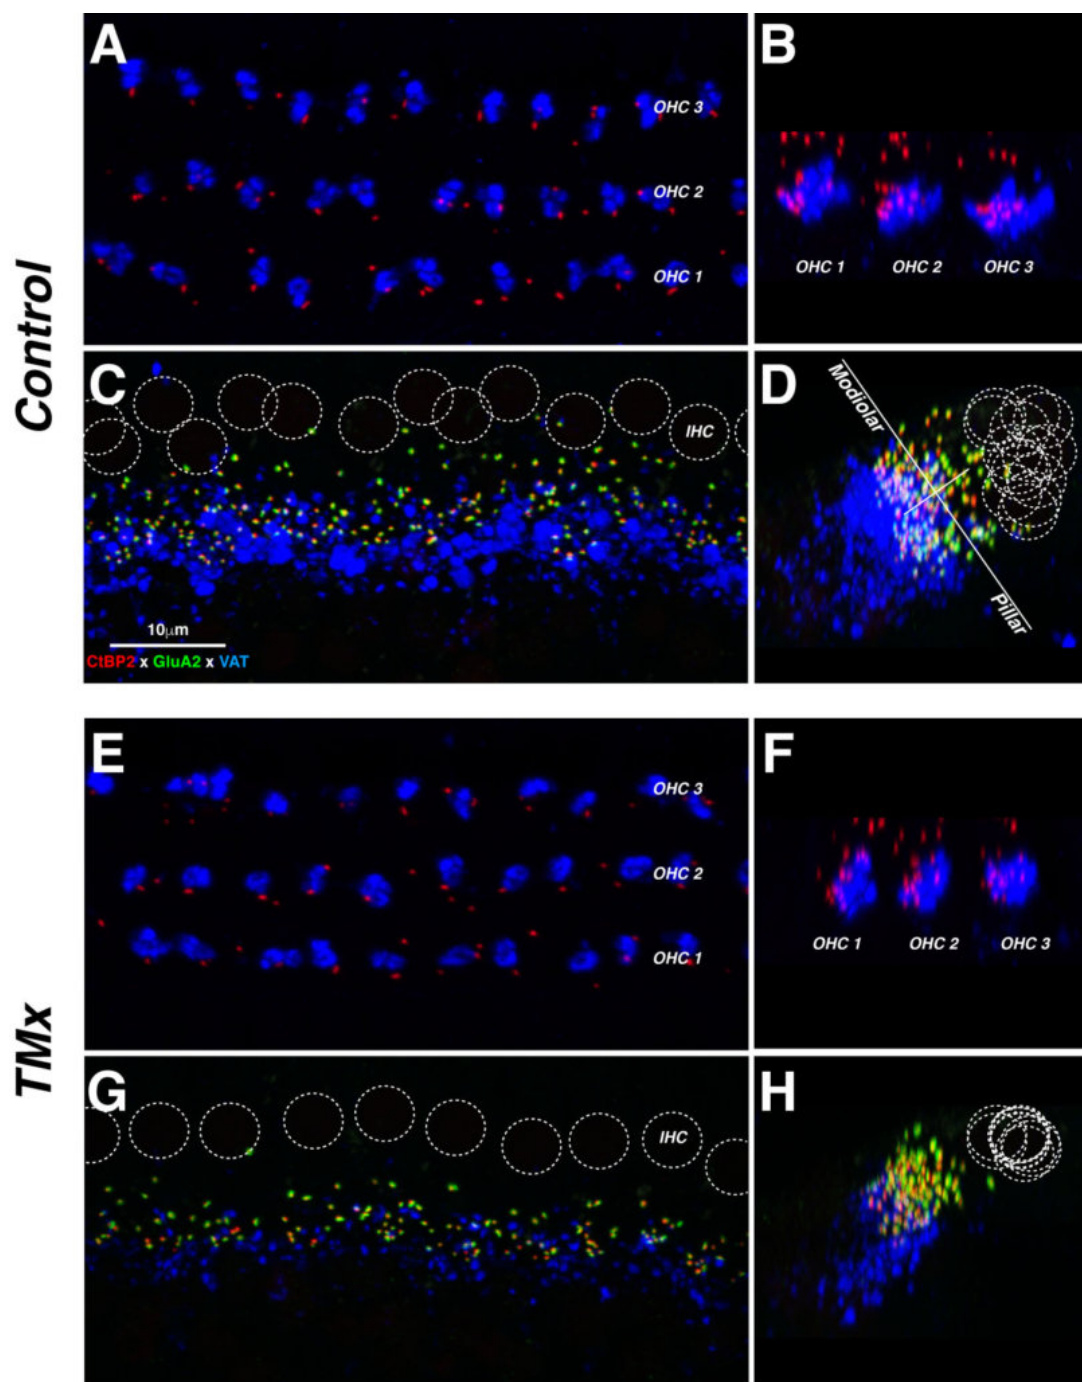 Control
A
OHC 3
OHC 2
OHC 1
B
OHC 1 OHC 2 OHC 3
C
IHC
10μm
CtBP2 x GluA2 x VAT
D
Modiolar
Pillar
TMx
E
OHC 3
OHC 2
OHC 1
F
OHC 1 OHC 2 OHC 3
G
IHC
H